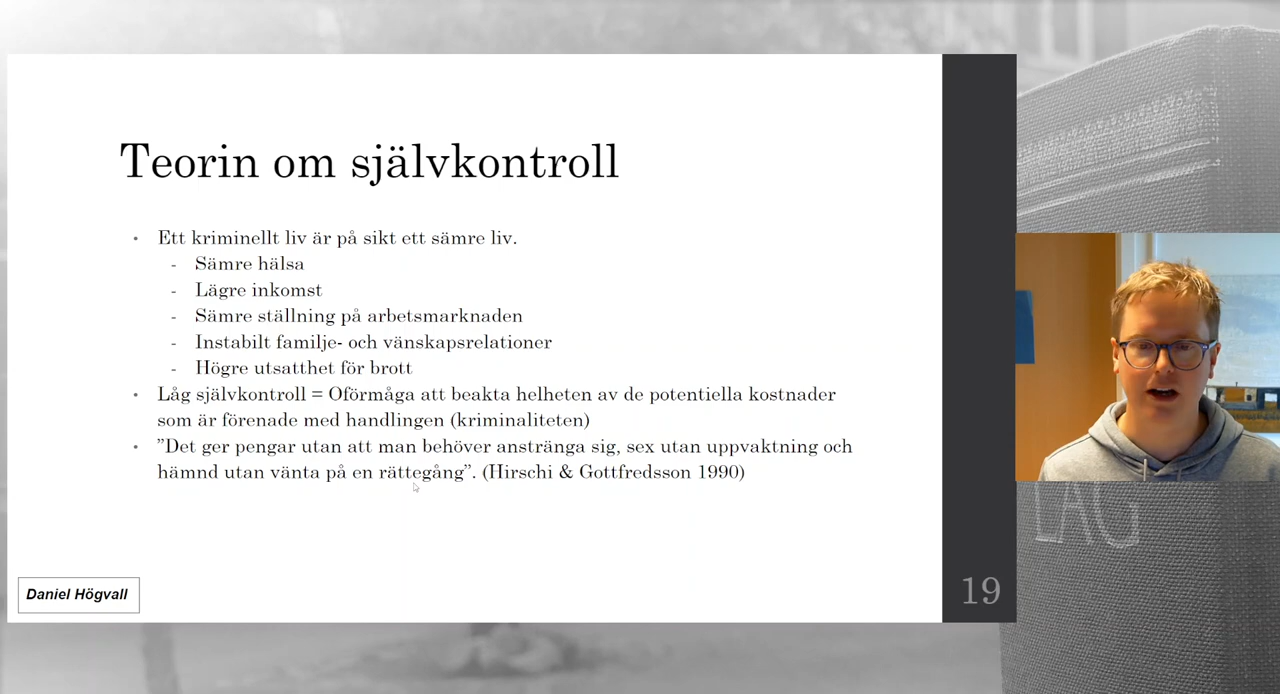 Teorin om självkontroll
• Ett kriminellt liv är på sikt ett sämre liv.
- Sämre hälsa
- Lägre inkomst
- Sämre ställning på arbetsmarknaden
- Instabilt familje- och vänskapsrelationer
- Högre utsatthet för brott
• Låg självkontroll = Oförmåga att beakta helheten av de potentiella kostnader
som är förenade med handlingen (kriminaliteten)
• ”Det ger pengar utan att man behöver anstränga sig, sex utan uppvaktning och
hämnd utan vänta på en rättegång”. (Hirschi & Gottfredsson 1990)
Daniel Högvall
19
LAG